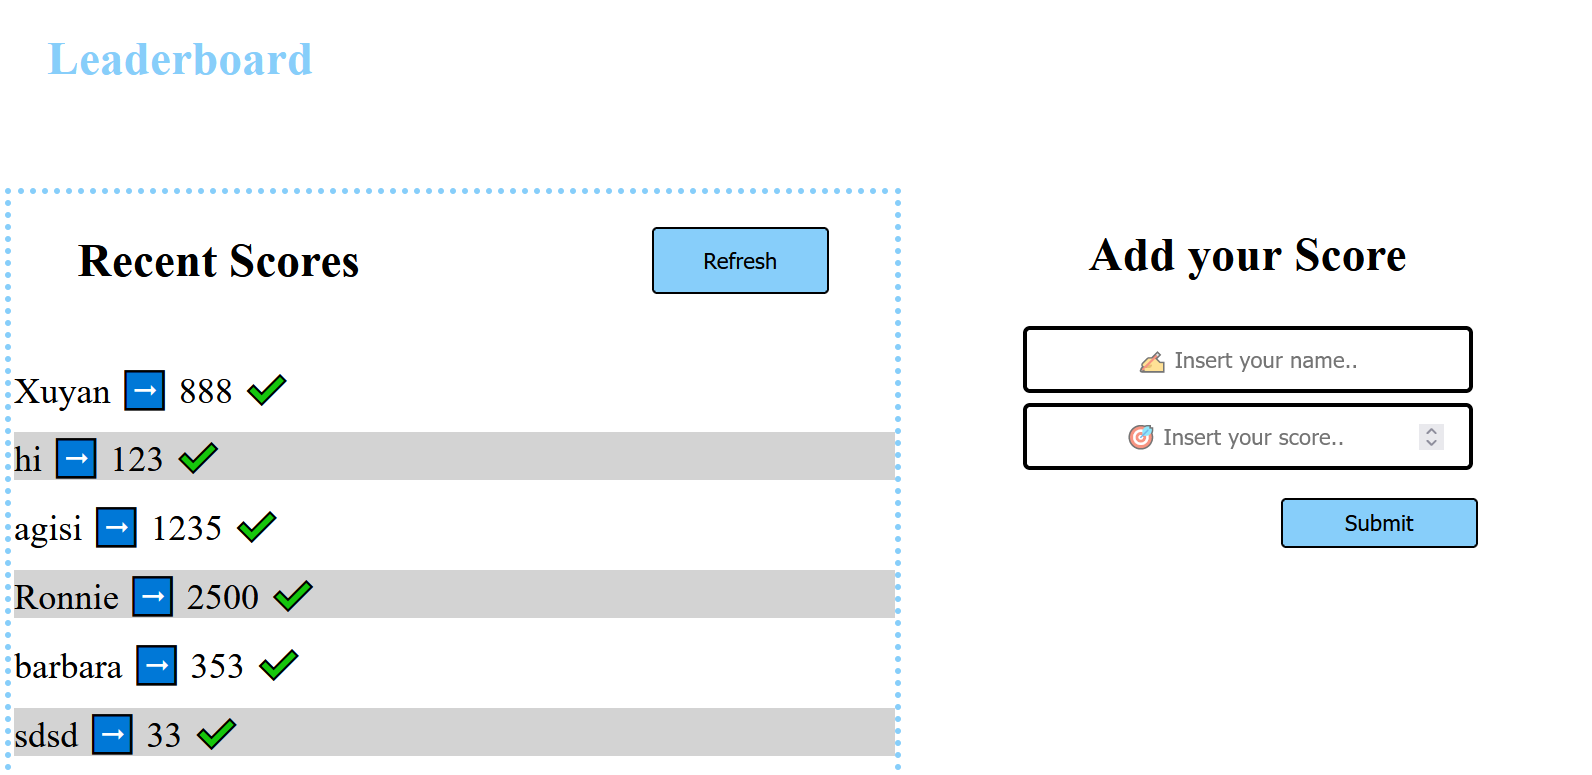 Leaderboard
Recent Scores
Refresh
Xuyan ➡️ 888 ✔️
hi ➡️ 123 ✔️
agisi ➡️ 1235 ✔️
Ronnie ➡️ 2500 ✔️
barbara ➡️ 353 ✔️
sdsd ➡️ 33 ✔️
Add your Score
✍️ Insert your name..
🎯 Insert your score..
Submit